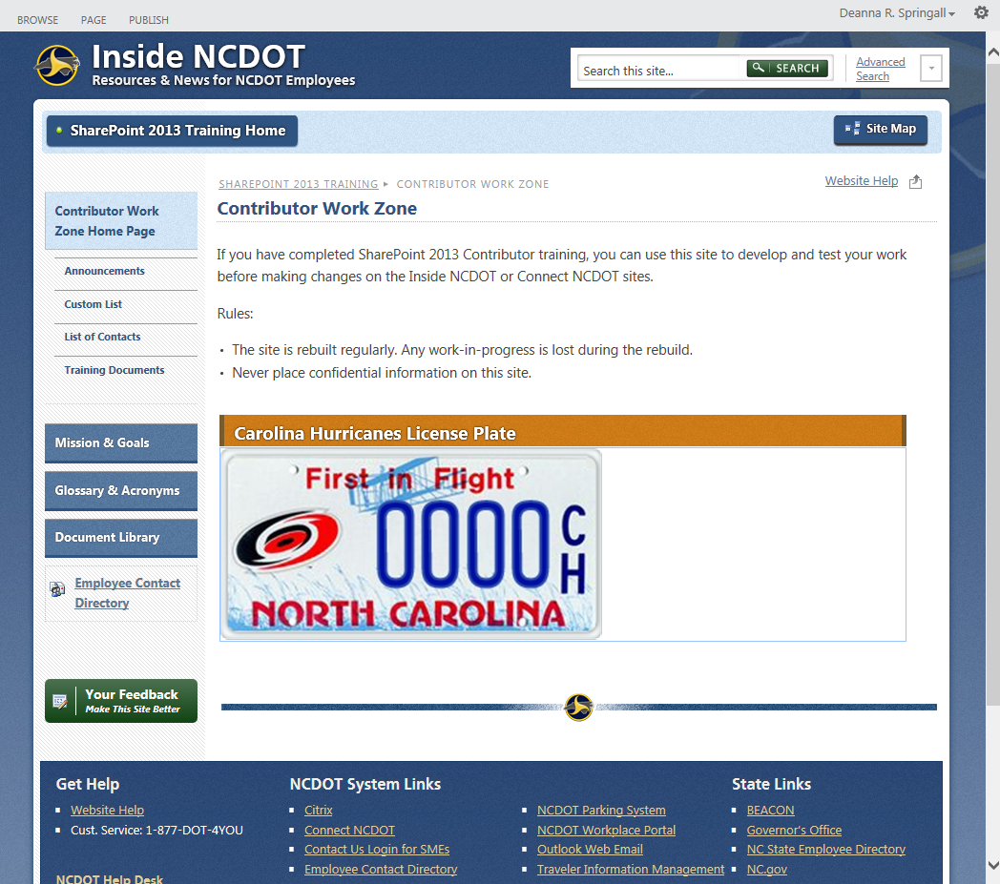 BROWSE PAGE PUBLISH
Deanna R. Springall
Inside NCDOT
Resources & News for NCDOT Employees
Search this site...
SEARCH
Advanced
Search
SharePoint 2013 Training Home
Site Map
SHAREPOINT 2013 TRAINING ▸ CONTRIBUTOR WORK ZONE
Website Help
Contributor Work
Zone Home Page
Announcements
Custom List
List of Contacts
Training Documents
Mission & Goals
Glossary & Acronyms
Document Library
Employee Contact
Directory
Your Feedback
Make This Site Better
Contributor Work Zone
If you have completed SharePoint 2013 Contributor training, you can use this site to develop and test your work
before making changes on the Inside NCDOT or Connect NCDOT sites.
Rules:
• The site is rebuilt regularly. Any work-in-progress is lost during the rebuild.
• Never place confidential information on this site.
Carolina Hurricanes License Plate
First in Flight
0000 CH
NORTH CAROLINA
Get Help
Website Help
Cust. Service: 1-877-DOT-4YOU
NCDOT Help Desk
NCDOT System Links
Citrix
Connect NCDOT
Contact Us Login for SMEs
Employee Contact Directory
NCDOT Parking System
NCDOT Workplace Portal
Outlook Web Email
Traveler Information Management
State Links
BEACON
Governor's Office
NC State Employee Directory
NC.gov